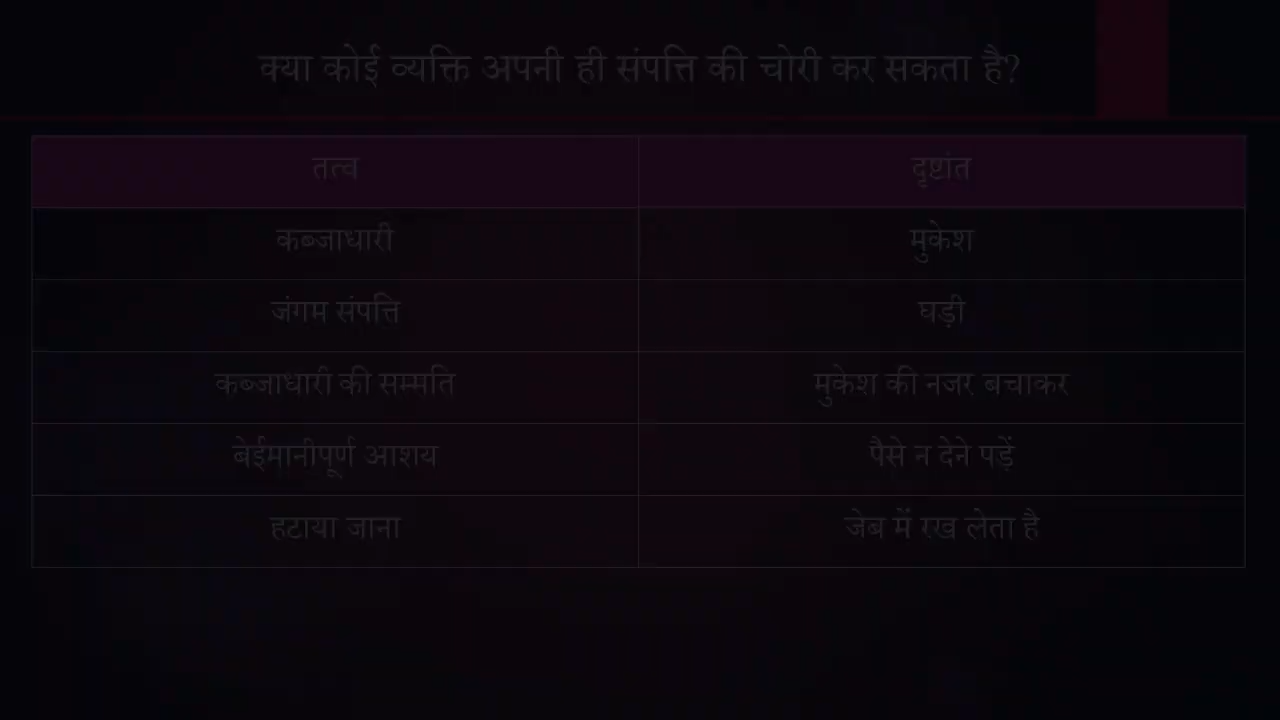 क्या कोई व्यक्ति अपनी ही संपत्ति की चोरी कर सकता है?
तत्व दृष्टांत
कब्जाधारी मुकेश
जंगम संपत्ति घड़ी
कब्जाधारी की सम्मति मुकेश की नजर बचाकर
बेईमानीपूर्ण आशय पैसे न देने पड़ें
हटाया जाना जेब में रख लेता है